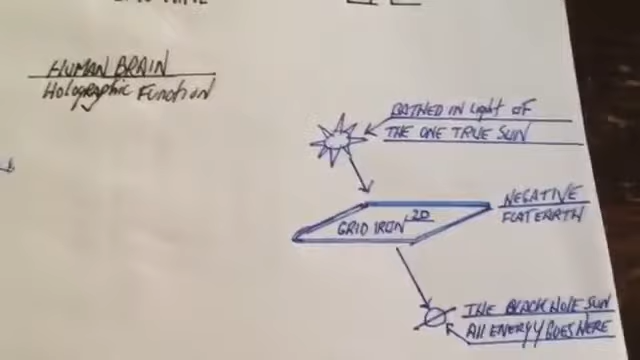 HUMAN BRAIN
Holographic Function
BATHED IN Light of
THE ONE TRUE SUN
GRID IRON 2D
NEGATIVE
FLAT EARTH
THE BLACK HOLE SUN
ALL ENERGY GOES HERE